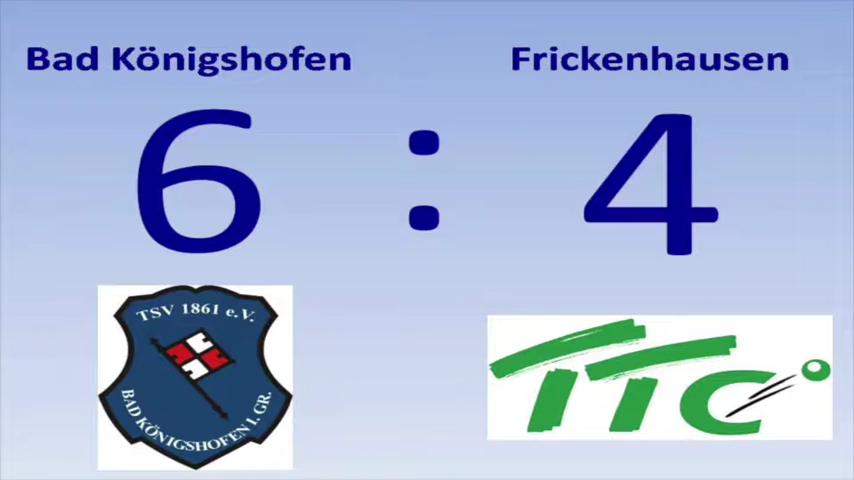 Bad Königshofen
Frickenhausen
6 : 4
TSV 1861 e.V.
BAD KÖNIGSHOFEN I. GR.
TTC